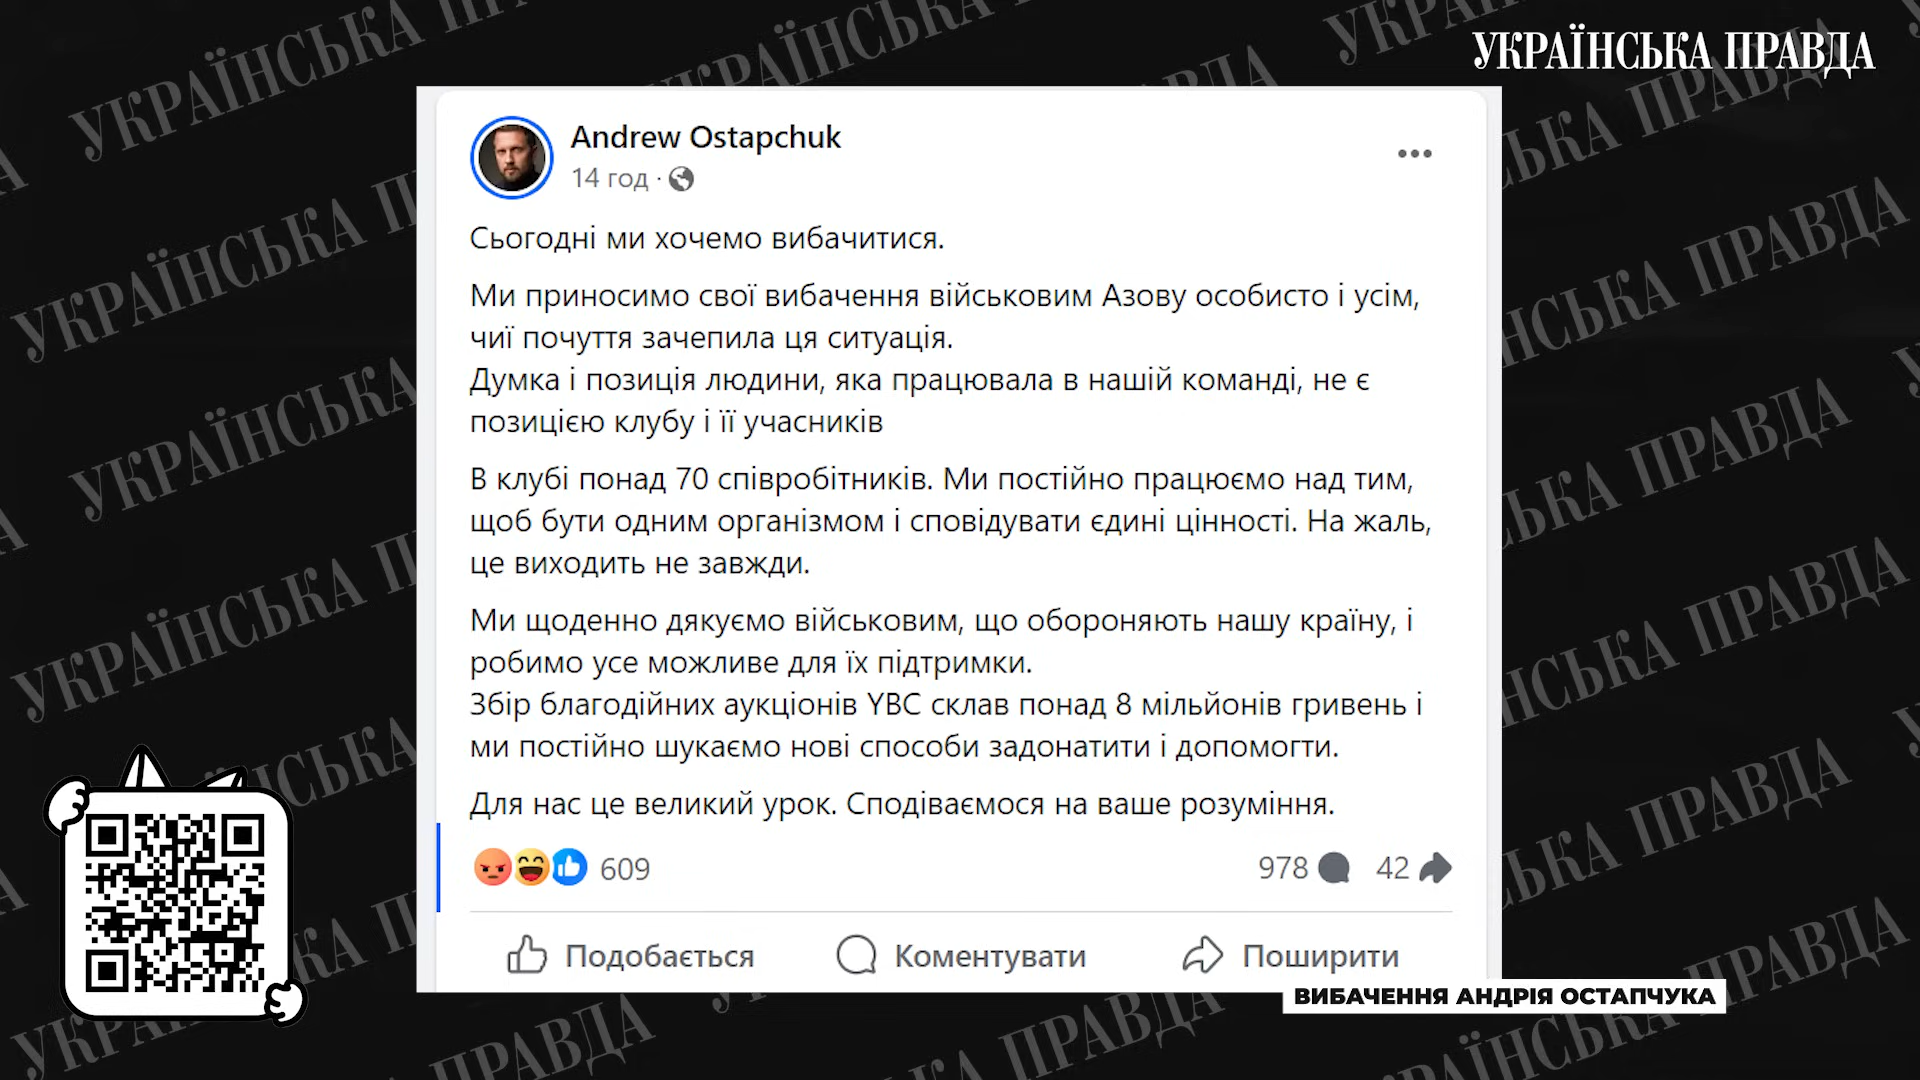 УКРАЇНСЬКА ПРАВДА
Andrew Ostapchuk
14 год ·
Сьогодні ми хочемо вибачитися.
Ми приносимо свої вибачення військовим Азову особисто і усім,
чиї почуття зачепила ця ситуація.
Думка і позиція людини, яка працювала в нашій команді, не є
позицією клубу і її учасників
В клубі понад 70 співробітників. Ми постійно працюємо над тим,
щоб бути одним організмом і сповідувати єдині цінності. На жаль,
це виходить не завжди.
Ми щоденно дякуємо військовим, що обороняють нашу країну, і
робимо усе можливе для їх підтримки.
Збір благодійних аукціонів YBC склав понад 8 мільйонів гривень і
ми постійно шукаємо нові способи задонатити і допомогти.
Для нас це великий урок. Сподіваємося на ваше розуміння.
609
978 42
Подобається Коментувати Поширити
ВИБАЧЕННЯ АНДРІЯ ОСТАПЧУКА